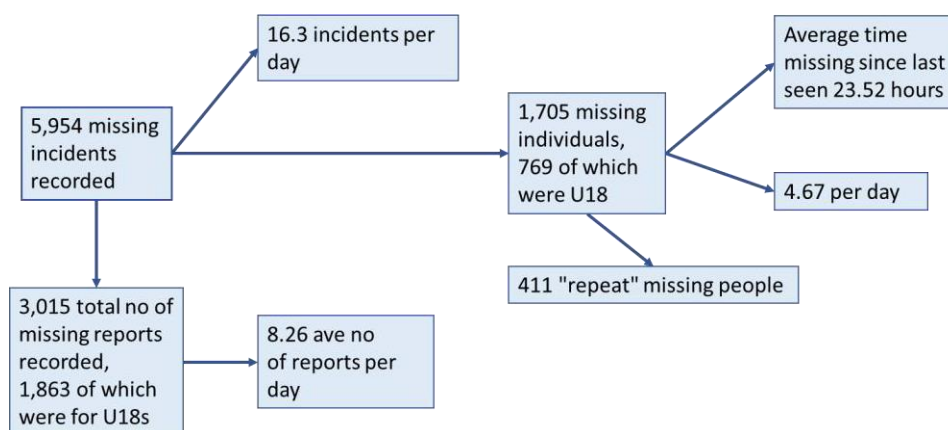 16.3 incidents per
day
Average time
missing since last
seen 23.52 hours
5,954 missing
incidents
recorded
1,705 missing
individuals,
769 of which
were U18
4.67 per day
411 "repeat" missing people
3,015 total no of
missing reports
recorded,
1,863 of which
were for U18s
8.26 ave no
of reports per
day